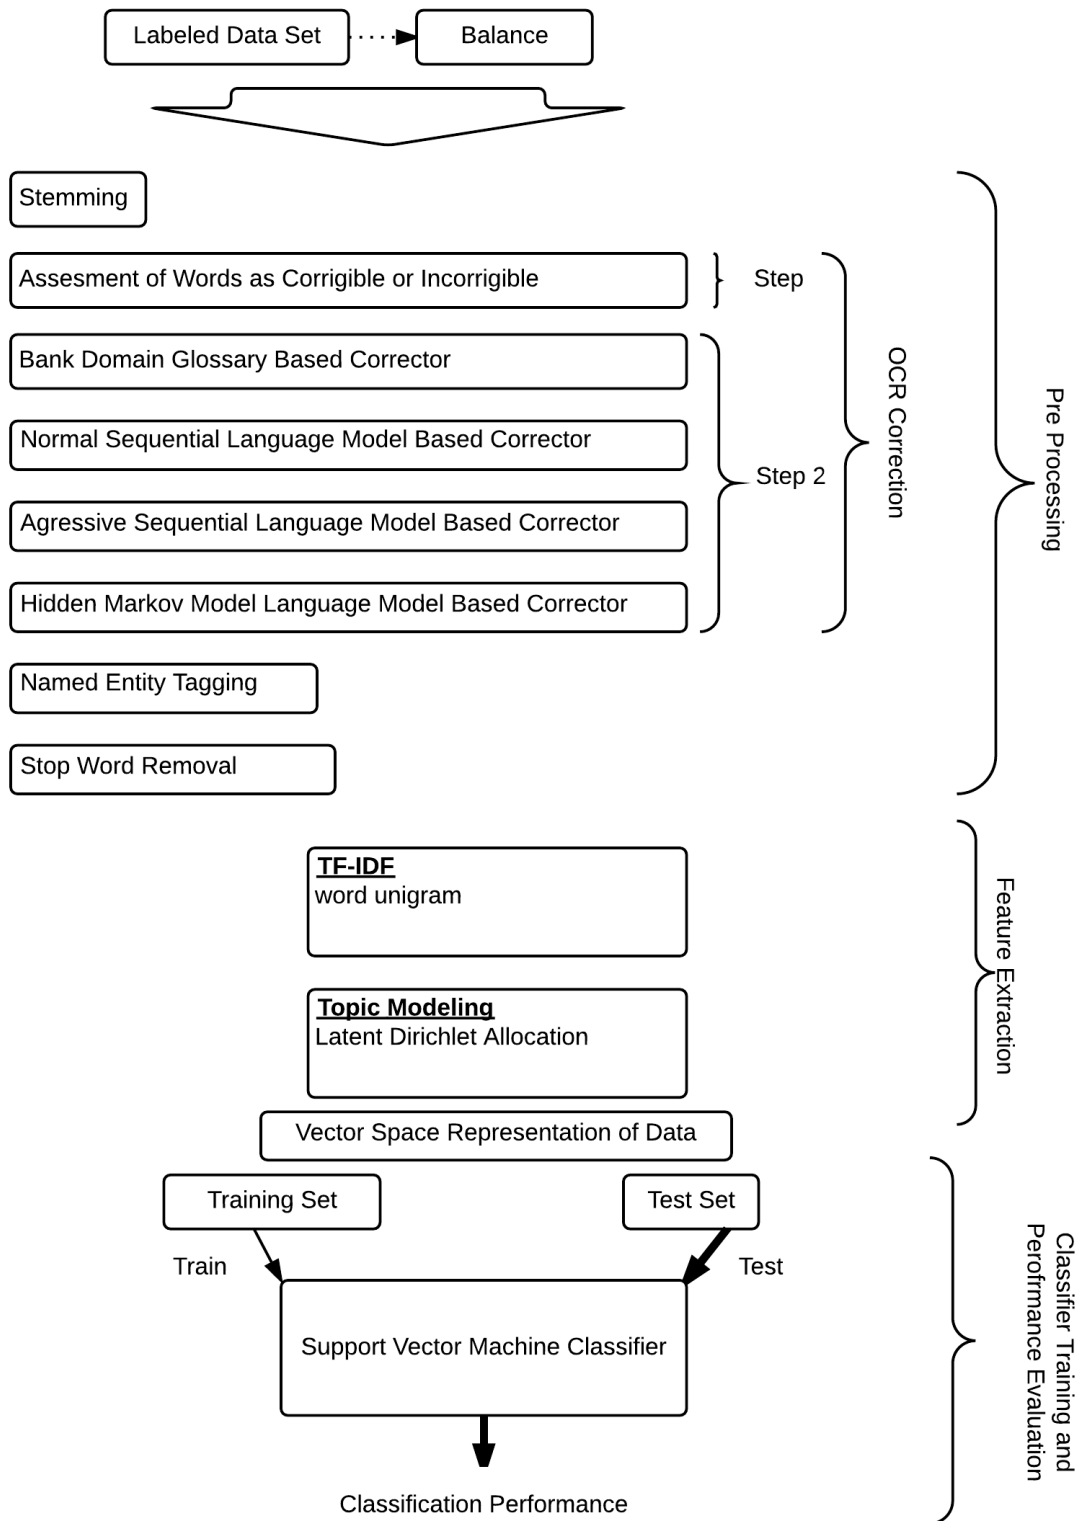 Labeled Data Set
Balance
Stemming
Assesment of Words as Corrigible or Incorrigible
Step
Bank Domain Glossary Based Corrector
Normal Sequential Language Model Based Corrector
Agressive Sequential Language Model Based Corrector
Hidden Markov Model Language Model Based Corrector
Step 2
OCR Correction
Named Entity Tagging
Stop Word Removal
Pre Processing
TF-IDF
word unigram
Topic Modeling
Latent Dirichlet Allocation
Feature Extraction
Vector Space Representation of Data
Training Set
Test Set
Train
Test
Support Vector Machine Classifier
Classification Performance
Classifier Training and
Perofrmance Evaluation